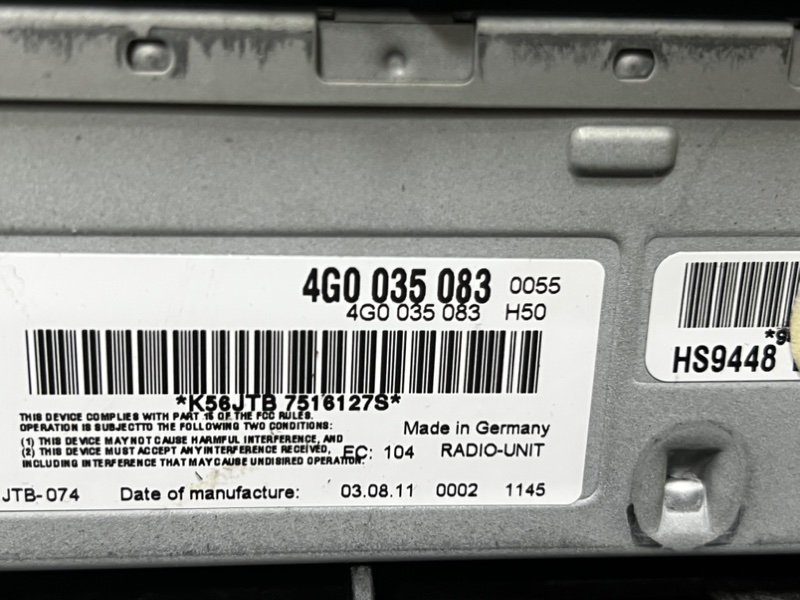 4G0 035 083 0055
4G0 035 083 H50
*K56JTB 7516127S*
THIS DEVICE COMPLIES WITH PART 15 OF THE FCC RULES.
OPERATION IS SUBJECTTO THE FOLLOWING TWO CONDITIONS:
(1) THIS DEVICE MAY NOT CAUSE HARMFUL INTERFERENCE, AND
(2) THIS DEVICE MUST ACCEPT ANY INTERFERENCE RECEIVED,
INCLUDING INTERFERENCE THAT MAY CAUSE UNDISIRED OPERATION.
Made in Germany
EC: 104 RADIO-UNIT
JTB-074 Date of manufacture: 03.08.11 0002 1145
*9
HS9448